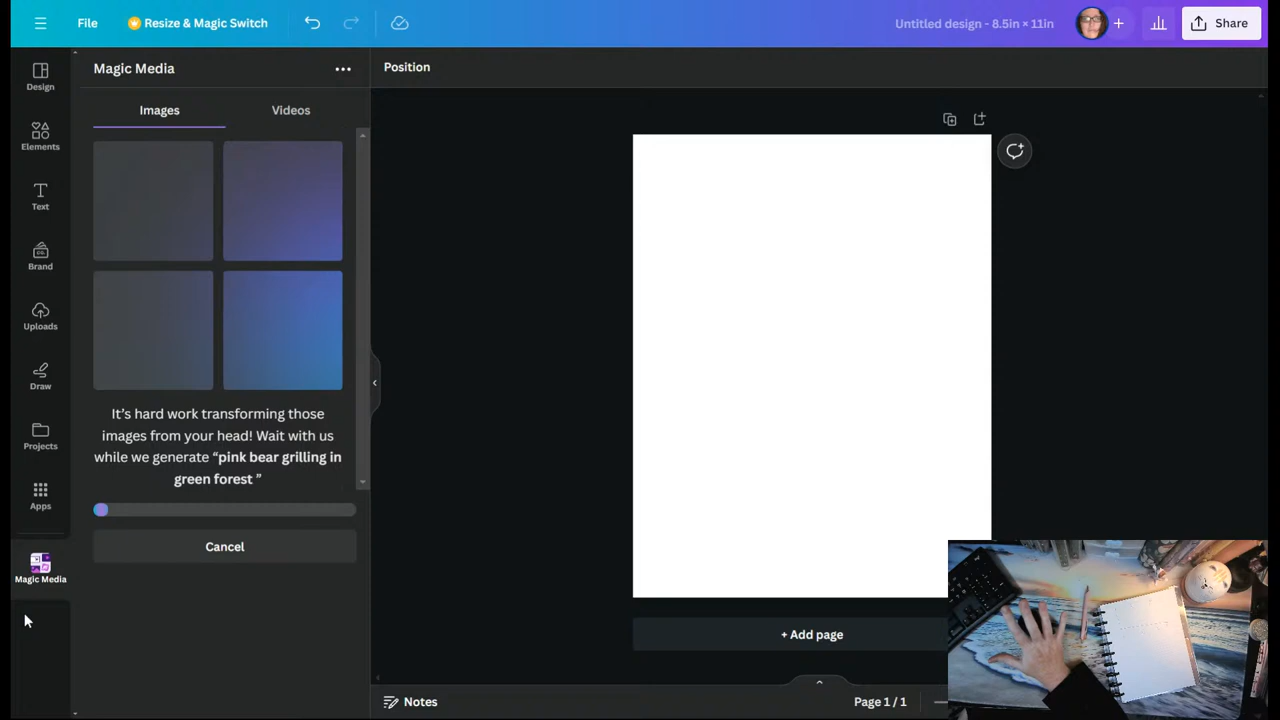 File
Resize & Magic Switch
Untitled design - 8.5in × 11in
Share
Design
Elements
Text
Brand
Uploads
Draw
Projects
Apps
Magic Media
Magic Media
Images
Videos
It's hard work transforming those
images from your head! Wait with us
while we generate “pink bear grilling in
green forest ”
Cancel
Position
+ Add page
Notes
Page 1 / 1